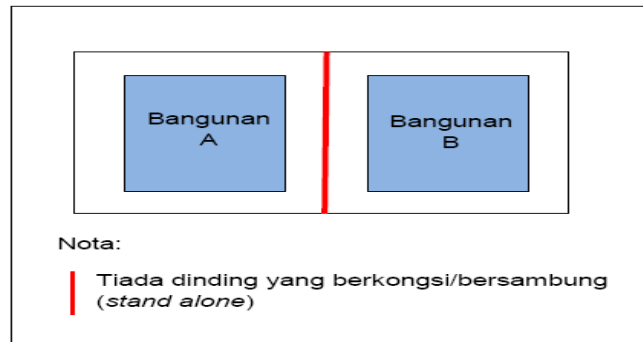 Bangunan
A
Bangunan
B
Nota:
Tiada dinding yang berkongsi/bersambung
(stand alone)